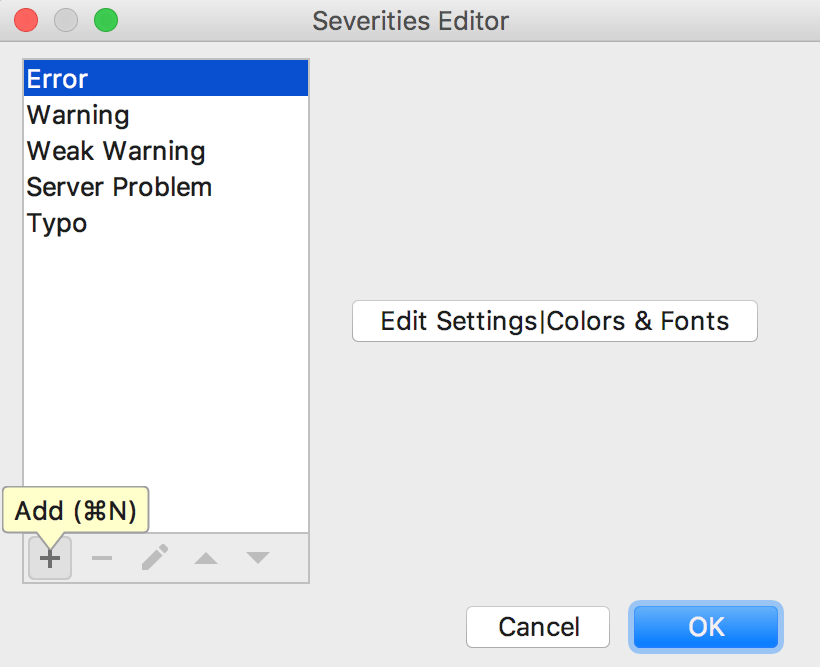 Severities Editor
Error
Warning
Weak Warning
Server Problem
Typo
Edit Settings|Colors & Fonts
Add (⌘N)
Cancel
OK